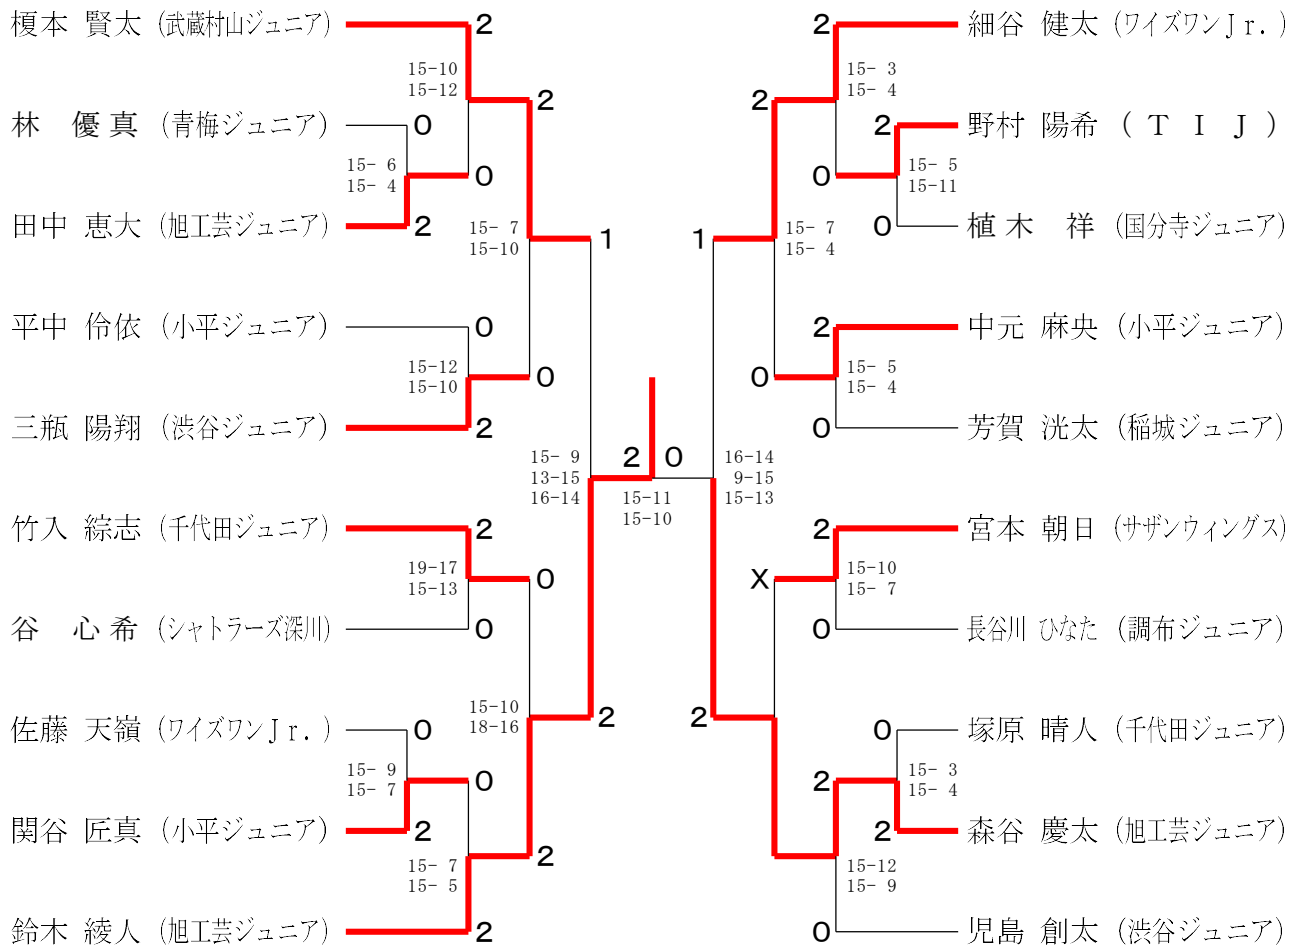 榎本 賢太 (武蔵村山ジュニア) 2 2 細谷 健太 (ワイズワンJr.)
15-10 15- 3
15-12 15- 4
2 2
林 優真 (青梅ジュニア) 0 2 野村 陽希 (TIJ)
15- 6 15- 5
15- 4 0 0 15-11
田中 恵大 (旭工芸ジュニア) 2 0 植木 祥 (国分寺ジュニア)
15- 7 1 1 15- 7
15-10 15- 4
平中 伶依 (小平ジュニア) 0 2 中元 麻央 (小平ジュニア)
15-12 15- 5
15-10 0 0 15- 4
三瓶 陽翔 (渋谷ジュニア) 2 0 芳賀 洸太 (稲城ジュニア)
15- 9 2 0 16-14
13-15 9-15
16-14 15-11 15-13
15-10
竹入 綜志 (千代田ジュニア) 2 2 宮本 朝日 (サザンウィングス)
19-17 15-10
15-13 0 X 15- 7
谷 心希 (シャトラーズ深川) 0 0 長谷川 ひなた (調布ジュニア)
15-10 2 2
18-16
佐藤 天嶺 (ワイズワンJr.) 0 0 塚原 晴人 (千代田ジュニア)
15- 9 15- 3
15- 7 0 2 15- 4
関谷 匠真 (小平ジュニア) 2 2 森谷 慶太 (旭工芸ジュニア)
2
15- 7 15-12
15- 5 15- 9
鈴木 綾人 (旭工芸ジュニア) 2 0 児島 創太 (渋谷ジュニア)